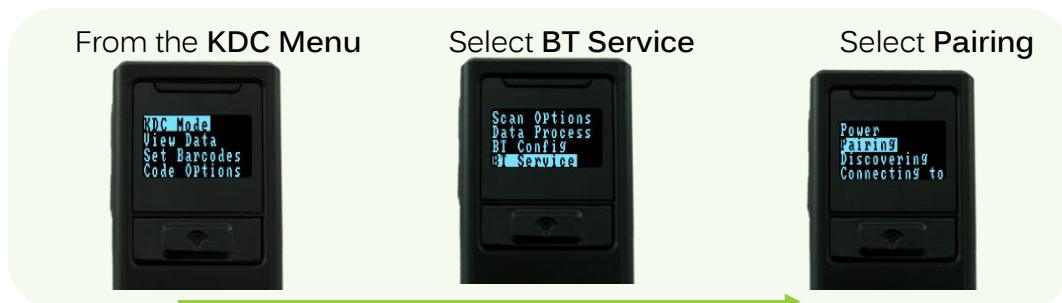 From the KDC Menu
Select BT Service
Select Pairing
KDC Mode
View Data
Set Barcodes
Code Options
Scan Options
Data Process
BT Config
BT Service
Power
Pairing
Discovering
Connecting to